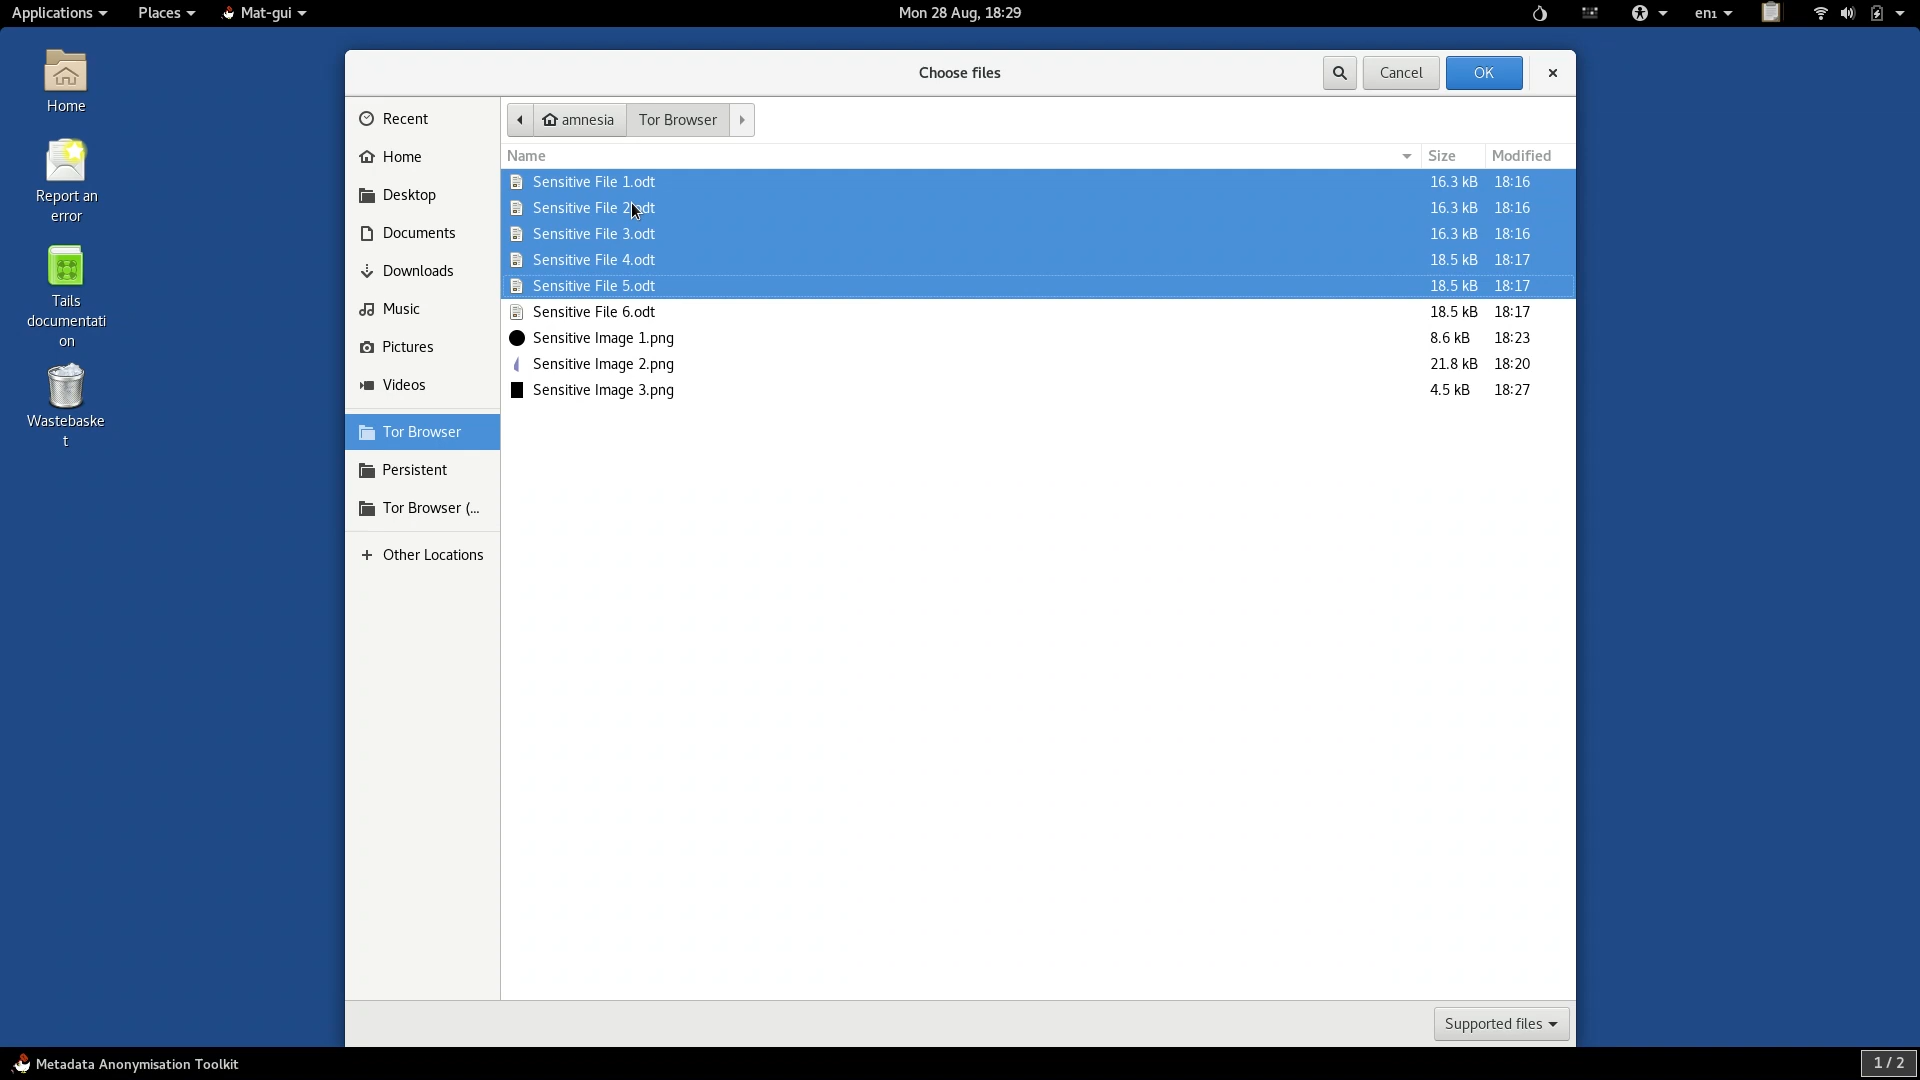 Applications Places Mat-gui Mon 28 Aug, 18:29 en₁
Home
Report an
error
Tails
documentati
on
Wastebaske
t
Choose files Cancel OK
Recent
Home
Desktop
Documents
Downloads
Music
Pictures
Videos
Tor Browser
Persistent
Tor Browser (...
Other Locations
amnesia Tor Browser
Name Size Modified
Sensitive File 1.odt 16.3 kB 18:16
Sensitive File 2.odt 16.3 kB 18:16
Sensitive File 3.odt 16.3 kB 18:16
Sensitive File 4.odt 18.5 kB 18:17
Sensitive File 5.odt 18.5 kB 18:17
Sensitive File 6.odt 18.5 kB 18:17
Sensitive Image 1.png 8.6 kB 18:23
Sensitive Image 2.png 21.8 kB 18:20
Sensitive Image 3.png 4.5 kB 18:27
Supported files
Metadata Anonymisation Toolkit 1 / 2